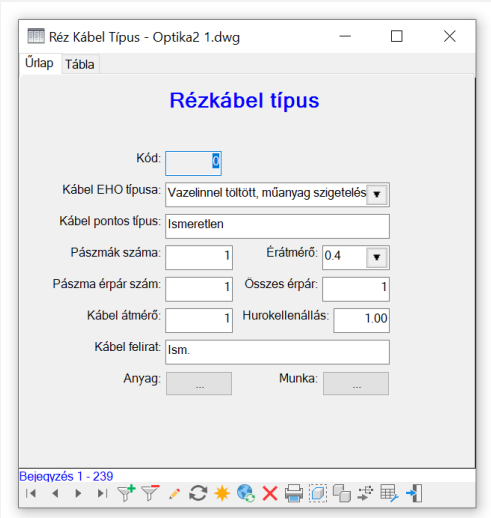 Réz Kábel Típus - Optika2 1.dwg
Űrlap Tábla
Rézkábel típus
Kód: 0
Kábel EHO típusa: Vazelinnel töltött, műanyag szigetelés
Kábel pontos típus: Ismeretlen
Pászmák száma: 1 Érátmérő: 0.4
Pászma érpár szám: 1 Összes érpár: 1
Kábel átmérő: 1 Hurokellenállás: 1.00
Kábel felirat: Ism.
Anyag: ... Munka: ...
Bejegyzés 1 - 239